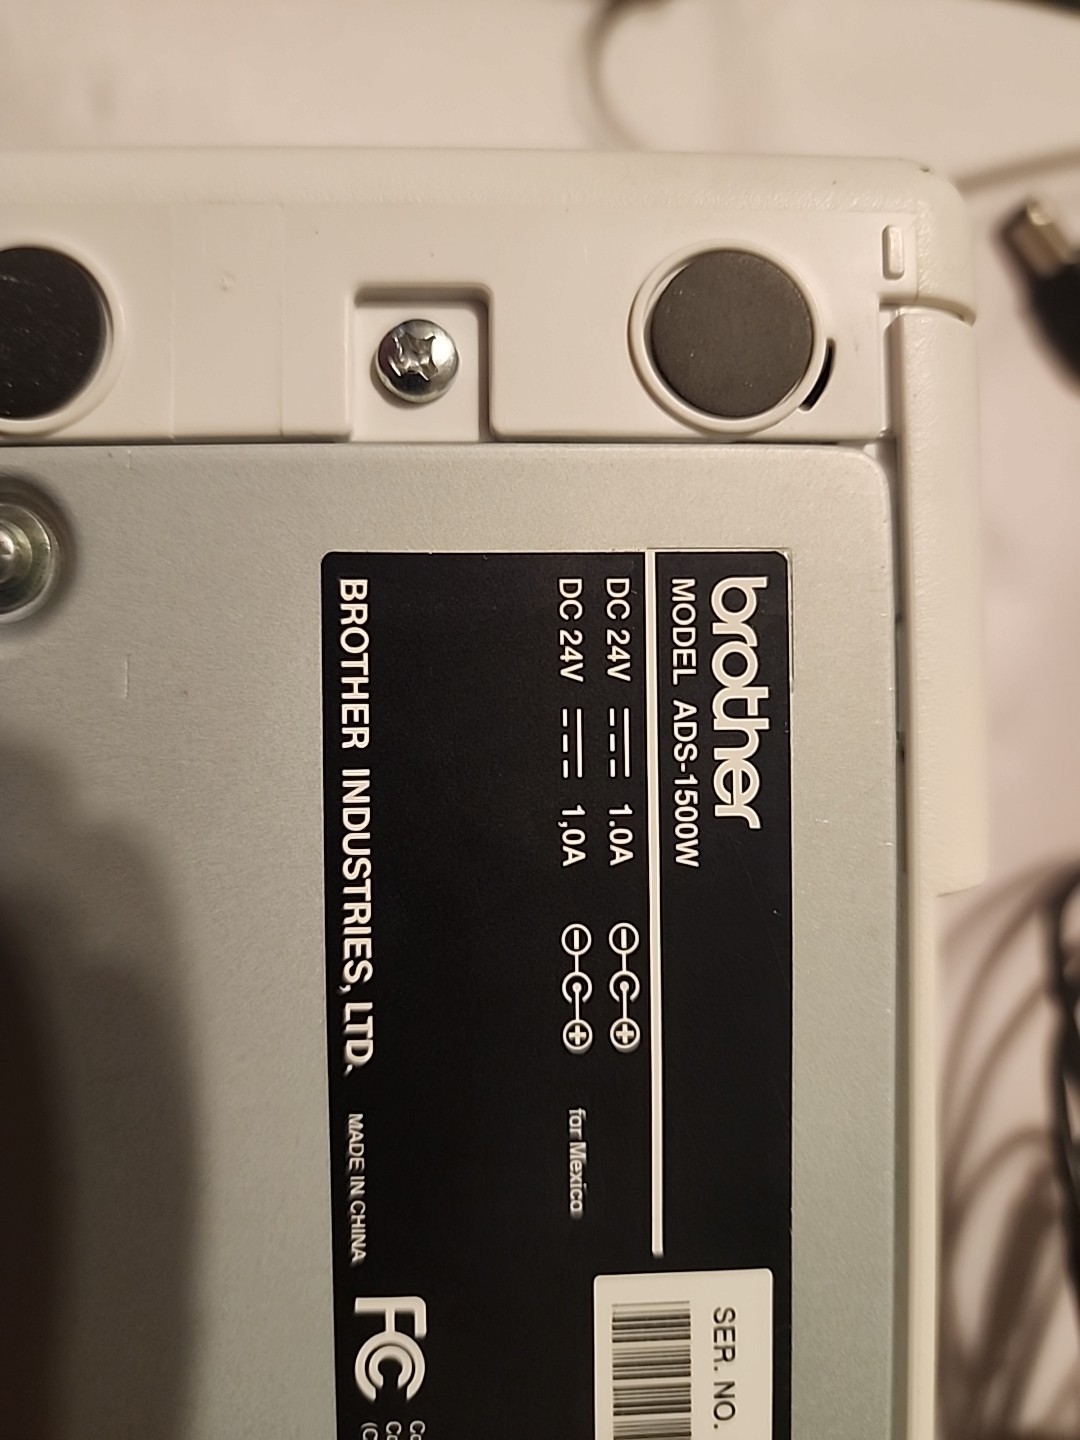 brother
MODEL ADS-1500W
DC 24V 1.0A
DC 24V 1,0A for Mexico
BROTHER INDUSTRIES, LTD. MADE IN CHINA
SER. NO.
FC